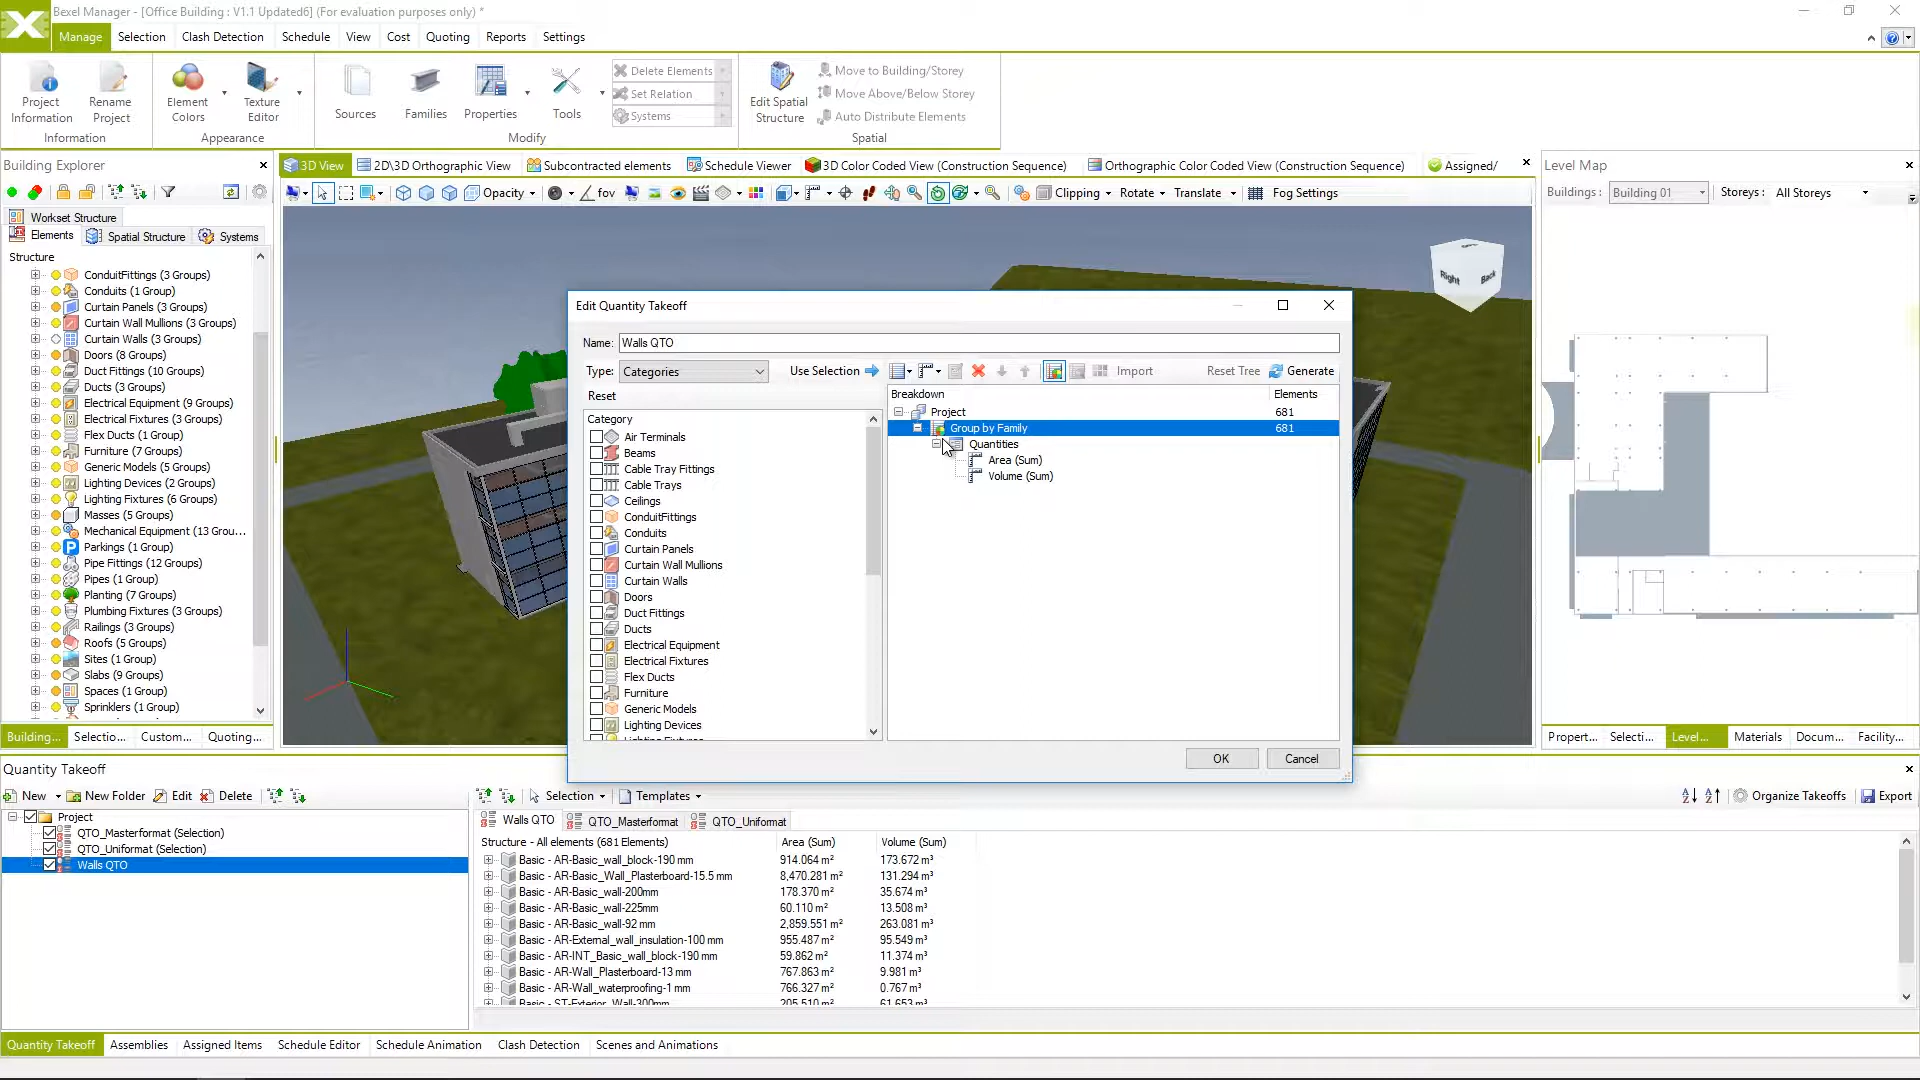 Bexel Manager - [Office Building : V1.1 Updated6] (For evaluation purposes only) *
Manage Selection Clash Detection Schedule View Cost Quoting Reports Settings
Project Information
Rename Project
Information
Element Colors
Texture Editor
Appearance
Sources
Families
Properties
Tools
Delete Elements
Set Relation
Systems
Modify
Edit Spatial Structure
Move to Building/Storey
Move Above/Below Storey
Auto Distribute Elements
Spatial
Building Explorer
3D View 2D\3D Orthographic View Subcontracted elements Schedule Viewer 3D Color Coded View (Construction Sequence) Orthographic Color Coded View (Construction Sequence) Assigned/
Level Map
Opacity fov Clipping Rotate Translate Fog Settings
Buildings : Building 01 Storeys : All Storeys
Workset Structure
Elements Spatial Structure Systems
Structure
ConduitFittings (3 Groups)
Conduits (1 Group)
Curtain Panels (3 Groups)
Curtain Wall Mullions (3 Groups)
Curtain Walls (3 Groups)
Doors (8 Groups)
Duct Fittings (10 Groups)
Ducts (3 Groups)
Electrical Equipment (9 Groups)
Electrical Fixtures (3 Groups)
Flex Ducts (1 Group)
Furniture (7 Groups)
Generic Models (5 Groups)
Lighting Devices (2 Groups)
Lighting Fixtures (6 Groups)
Masses (5 Groups)
Mechanical Equipment (13 Grou...
Parkings (1 Group)
Pipe Fittings (12 Groups)
Pipes (1 Group)
Planting (7 Groups)
Plumbing Fixtures (3 Groups)
Railings (3 Groups)
Roofs (5 Groups)
Sites (1 Group)
Slabs (9 Groups)
Spaces (1 Group)
Sprinklers (1 Group)
Building... Selectio... Custom... Quoting...
Right Back
Edit Quantity Takeoff
Name: Walls QTO
Type: Categories Use Selection Import Reset Tree Generate
Reset
Category
Air Terminals
Beams
Cable Tray Fittings
Cable Trays
Ceilings
ConduitFittings
Conduits
Curtain Panels
Curtain Wall Mullions
Curtain Walls
Doors
Duct Fittings
Ducts
Electrical Equipment
Electrical Fixtures
Flex Ducts
Furniture
Generic Models
Lighting Devices
Lighting Fixtures
Breakdown Elements
Project 681
Group by Family 681
Quantities
Area (Sum)
Volume (Sum)
OK Cancel
Propert... Selecti... Level... Materials Docum... Facility...
Quantity Takeoff
New New Folder Edit Delete
Project
QTO_Masterformat (Selection)
QTO_Uniformat (Selection)
Walls QTO
Selection Templates Organize Takeoffs Export
Walls QTO QTO_Masterformat QTO_Uniformat
Structure - All elements (681 Elements) Area (Sum) Volume (Sum)
Basic - AR-Basic_wall_block-190 mm 914.064 m² 173.672 m³
Basic - AR-Basic_Wall_Plasterboard-15.5 mm 8,470.281 m² 131.294 m³
Basic - AR-Basic_wall-200mm 178.370 m² 35.674 m³
Basic - AR-Basic_wall-225mm 60.110 m² 13.508 m³
Basic - AR-Basic_wall-92 mm 2,859.551 m² 263.081 m³
Basic - AR-External_wall_insulation-100 mm 955.487 m² 95.549 m³
Basic - AR-INT_Basic_wall_block-190 mm 59.862 m² 11.374 m³
Basic - AR-Wall_Plasterboard-13 mm 767.863 m² 9.981 m³
Basic - AR-Wall_waterproofing-1 mm 766.327 m² 0.767 m³
Basic - ST-Exterior_Wall-300mm 205.510 m² 61.653 m³
Quantity Takeoff Assemblies Assigned Items Schedule Editor Schedule Animation Clash Detection Scenes and Animations